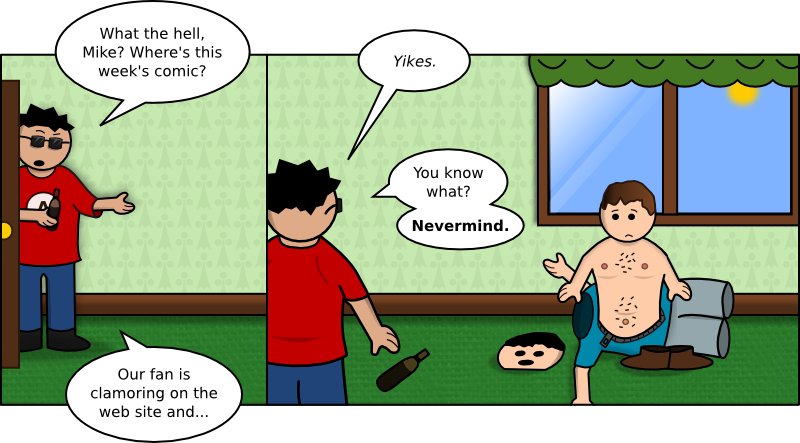 What the hell,
Mike? Where's this
week's comic?
Our fan is
clamoring on the
web site and...
Yikes.
You know
what?
Nevermind.